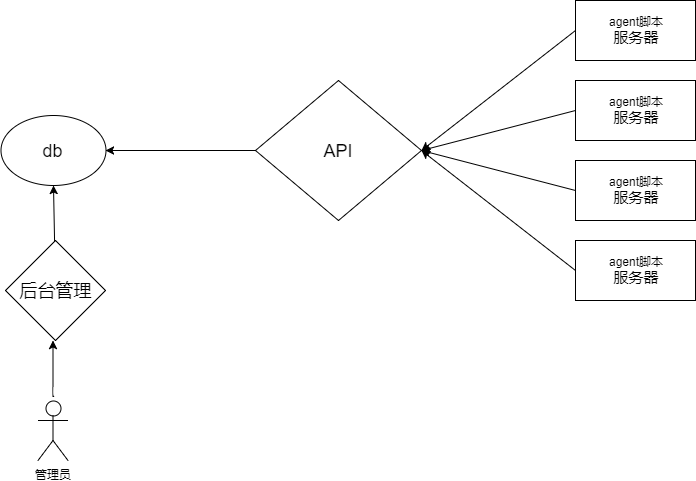 agent脚本
服务器
agent脚本
服务器
db
API
agent脚本
服务器
agent脚本
服务器
后台管理
管理员